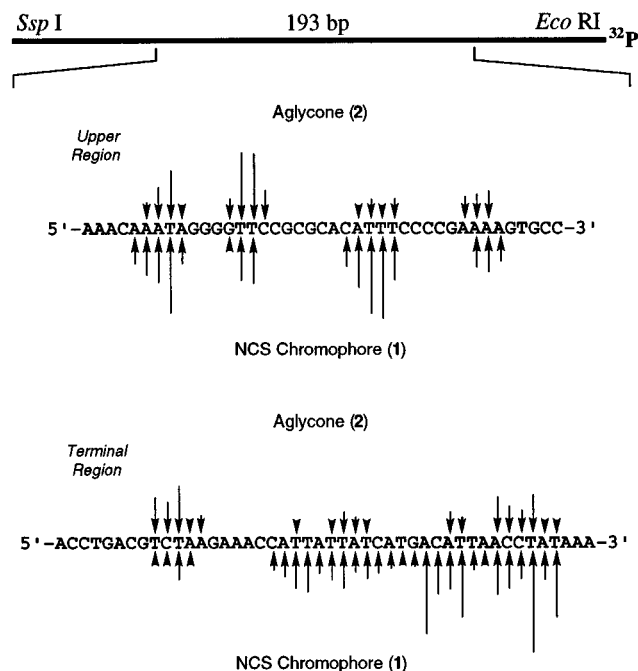 Ssp I 193 bp Eco RI 32P
Aglycone (2)
Upper Region
5'-AAACAAATAGGGGTTCCGCGCACATTTCCCCGAAAAGTGCC-3'
NCS Chromophore (1)
Aglycone (2)
Terminal Region
5'-ACCTGACGTCTAAGAAACCATTATTATCATGACATTAACCTATAAA-3'
NCS Chromophore (1)